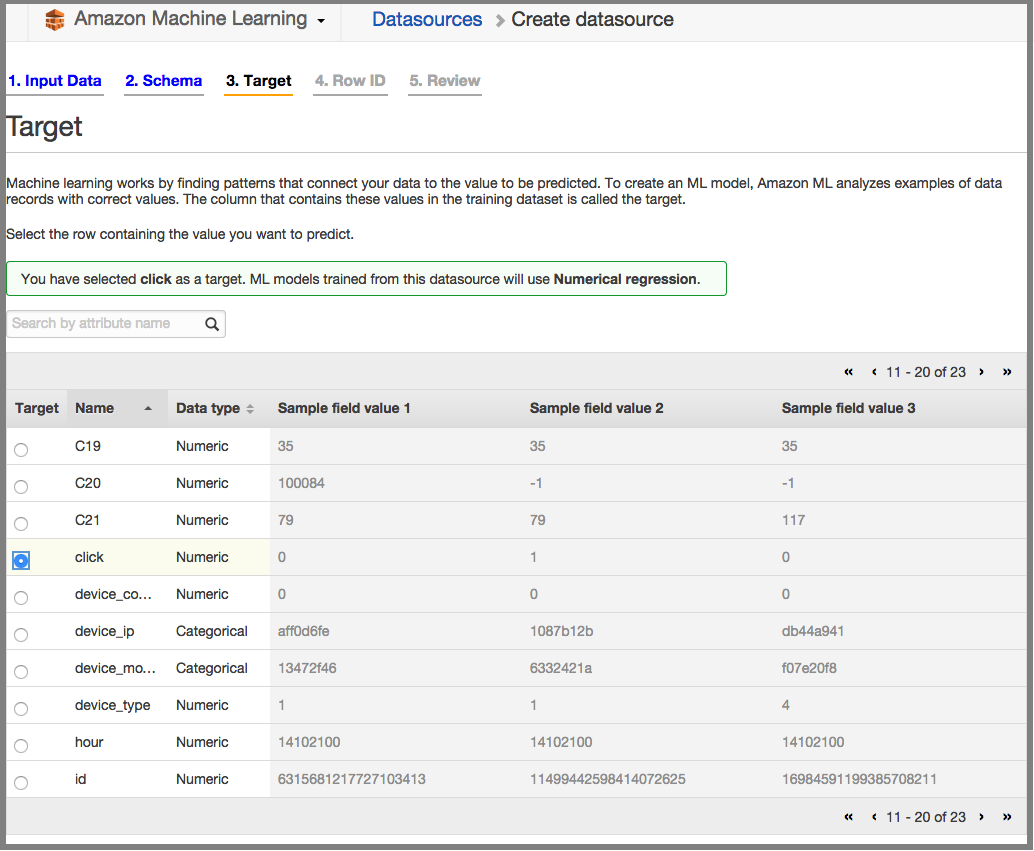 Amazon Machine Learning
Datasources > Create datasource
1. Input Data 2. Schema 3. Target 4. Row ID 5. Review
Target
Machine learning works by finding patterns that connect your data to the value to be predicted. To create an ML model, Amazon ML analyzes examples of data
records with correct values. The column that contains these values in the training dataset is called the target.
Select the row containing the value you want to predict.
You have selected click as a target. ML models trained from this datasource will use Numerical regression.
Search by attribute name
« ‹ 11 - 20 of 23 › »
Target Name Data type Sample field value 1 Sample field value 2 Sample field value 3
C19 Numeric 35 35 35
C20 Numeric 100084 -1 -1
C21 Numeric 79 79 117
click Numeric 0 1 0
device_co... Numeric 0 0 0
device_ip Categorical aff0d6fe 1087b12b db44a941
device_mo... Categorical 13472f46 6332421a f07e20f8
device_type Numeric 1 1 4
hour Numeric 14102100 14102100 14102100
id Numeric 6315681217727103413 11499442598414072625 16984591199385708211
« ‹ 11 - 20 of 23 › »